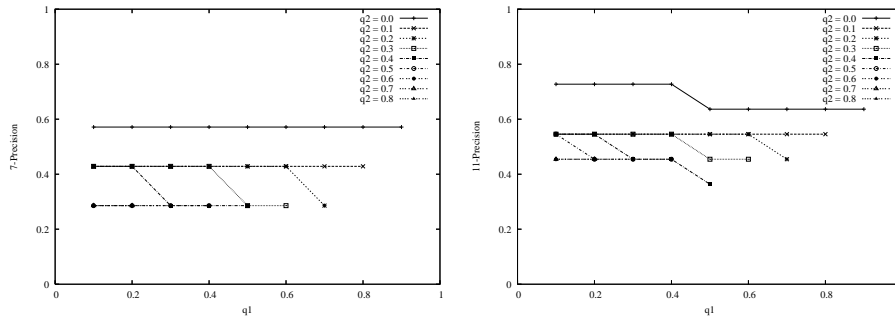 1
0.8
0.6
0.4
0.2
0
0
0.2
0.4
0.6
0.8
1
7-Precision
q1
q2 = 0.0
q2 = 0.1
q2 = 0.2
q2 = 0.3
q2 = 0.4
q2 = 0.5
q2 = 0.6
q2 = 0.7
q2 = 0.8
1
0.8
0.6
0.4
0.2
0
0
0.2
0.4
0.6
0.8
11-Precision
q1
q2 = 0.0
q2 = 0.1
q2 = 0.2
q2 = 0.3
q2 = 0.4
q2 = 0.5
q2 = 0.6
q2 = 0.7
q2 = 0.8